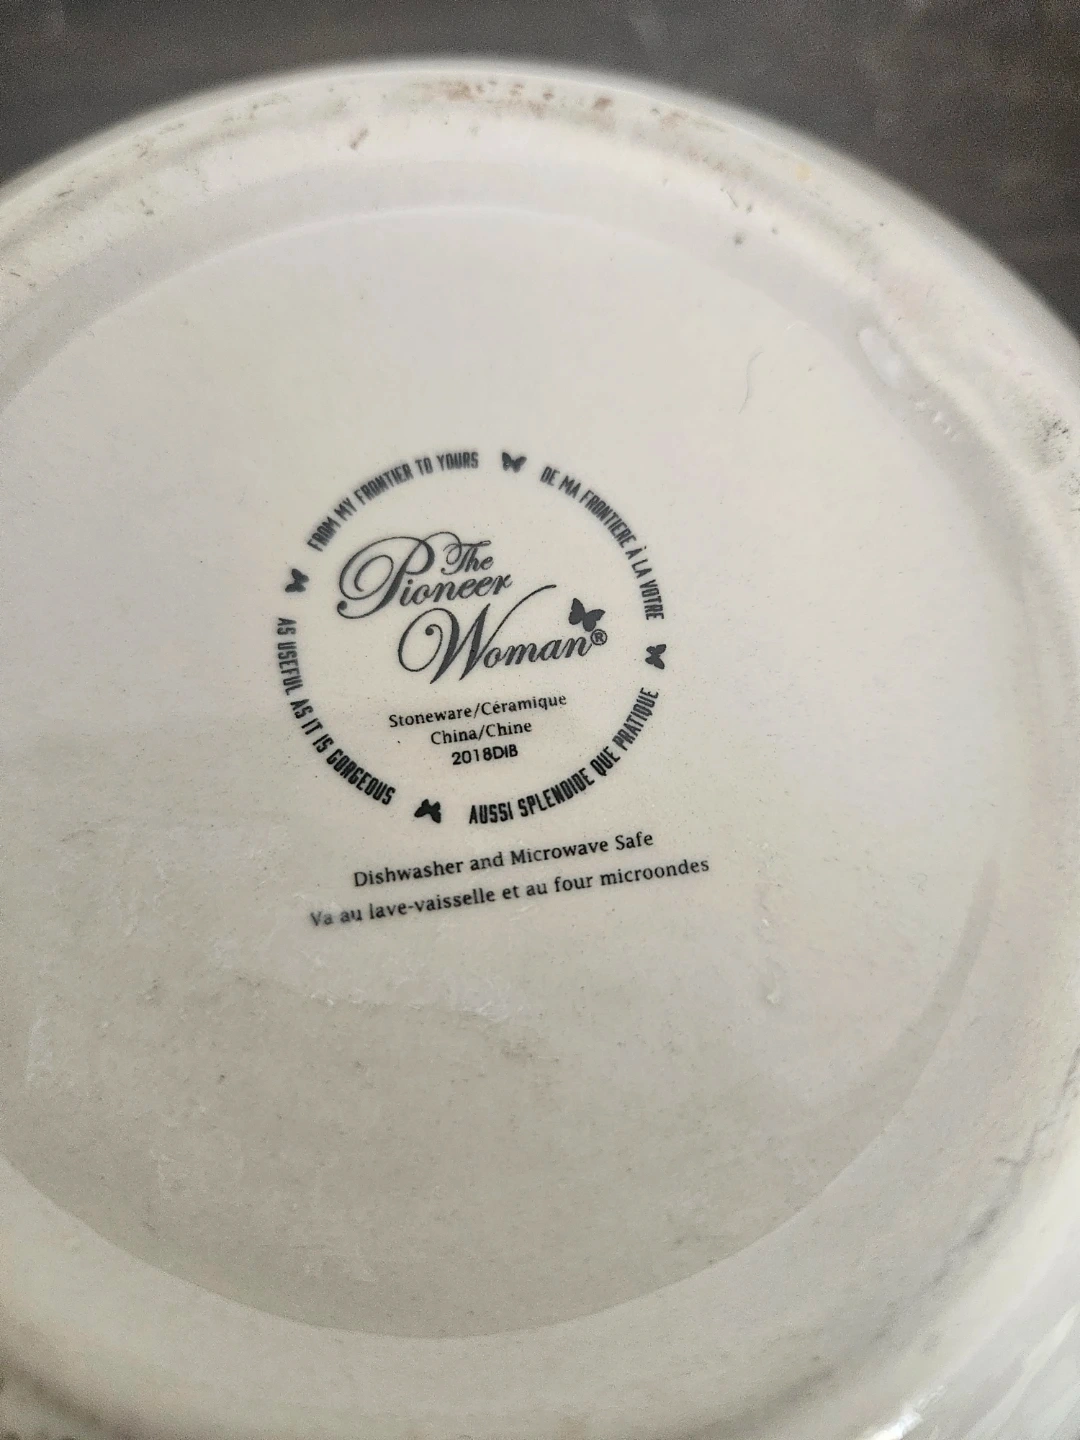 FROM MY FRONTIER TO YOURS
DE MA FRONTIERE À LA VOTRE
AUSSI SPLENDIDE QUE PRATIQUE
AS USEFUL AS IT IS GORGEOUS
The
Pioneer
Woman®
Stoneware/Céramique
China/Chine
2018DIB
Dishwasher and Microwave Safe
Va au lave-vaisselle et au four microondes